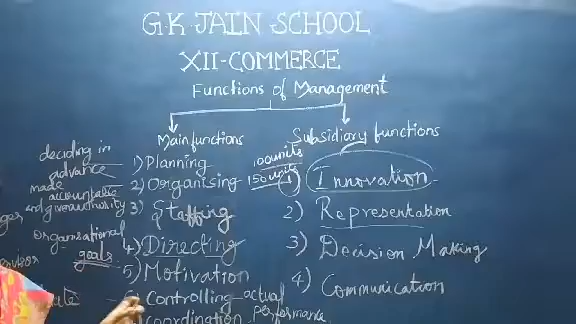 G.K. JAIN SCHOOL
XII-COMMERCE
Functions of Management
Main functions
Subsidiary functions
deciding in
advance
1) Planning
100 units
150 units
1) Innovation
made accountable
and give authority
2) Organising
2) Representation
3) Staffing
organisational
goals
4) Directing
3) Decision Making
5) Motivation
4) Communication
Controlling actual
performance
coordination